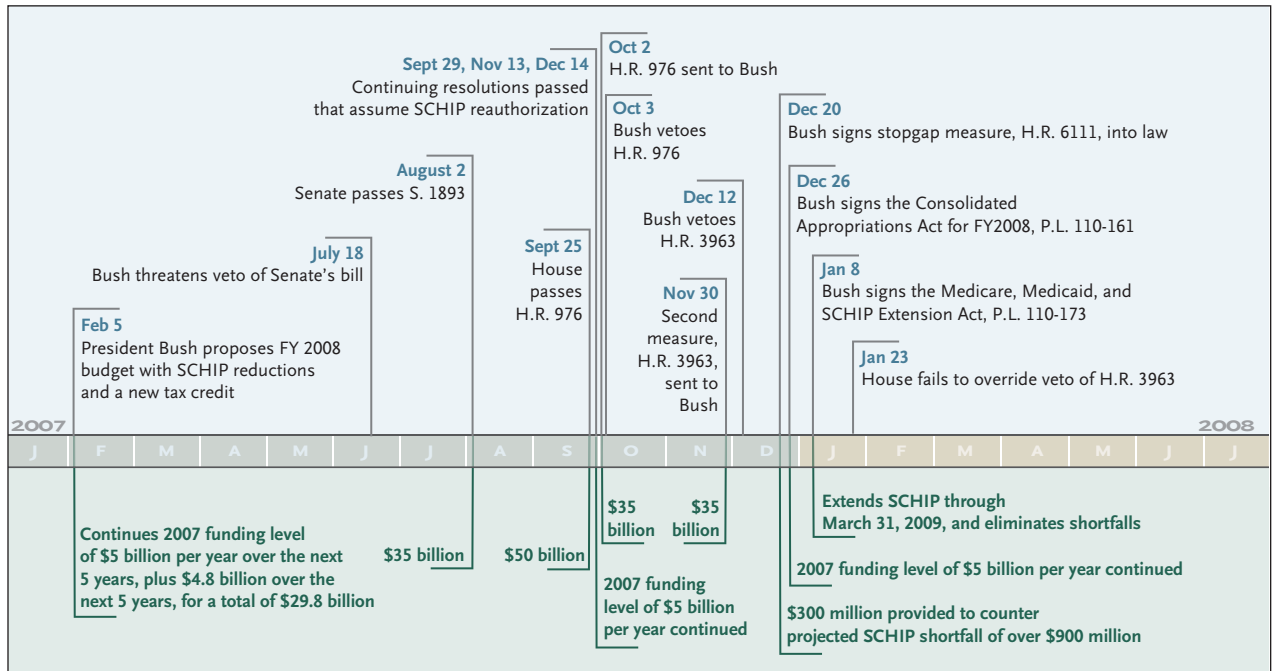 Oct 2
H.R. 976 sent to Bush
Sept 29, Nov 13, Dec 14
Continuing resolutions passed
that assume SCHIP reauthorization
Oct 3
Bush vetoes
H.R. 976
Dec 20
Bush signs stopgap measure, H.R. 6111, into law
August 2
Senate passes S. 1893
Dec 26
Bush signs the Consolidated
Appropriations Act for FY2008, P.L. 110-161
Dec 12
Bush vetoes
H.R. 3963
July 18
Bush threatens veto of Senate's bill
Sept 25
House
passes
H.R. 976
Jan 8
Bush signs the Medicare, Medicaid, and
SCHIP Extension Act, P.L. 110-173
Nov 30
Second
measure,
H.R. 3963,
sent to
Bush
Feb 5
President Bush proposes FY 2008
budget with SCHIP reductions
and a new tax credit
Jan 23
House fails to override veto of H.R. 3963
2007
2008
J F M A M J J A S O N D J F M A M J J
Continues 2007 funding level
of $5 billion per year over the next
5 years, plus $4.8 billion over the
next 5 years, for a total of $29.8 billion
$35 billion
$50 billion
$35
billion
$35
billion
2007 funding
level of $5 billion
per year continued
Extends SCHIP through
March 31, 2009, and eliminates shortfalls
2007 funding level of $5 billion per year continued
$300 million provided to counter
projected SCHIP shortfall of over $900 million